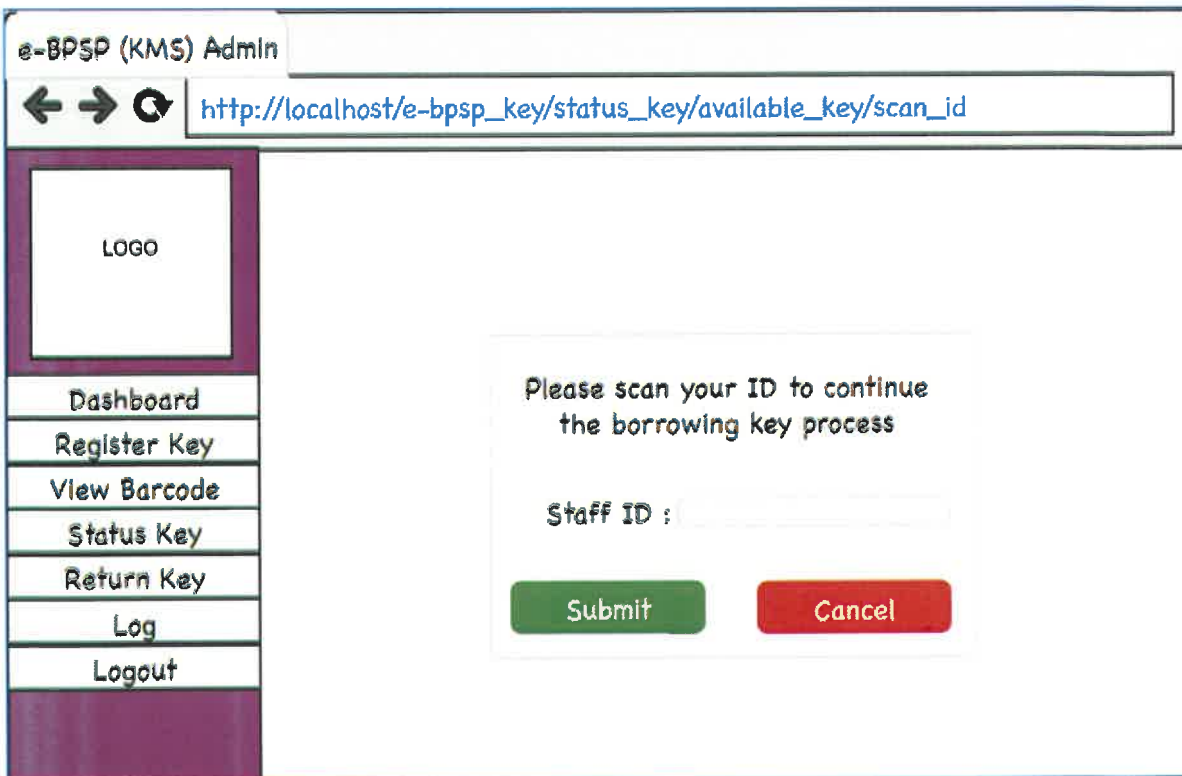 e-BPSP (KMS) Admin
http://localhost/e-bpsp_key/status_key/available_key/scan_id
LOGO
Dashboard
Register Key
View Barcode
Status Key
Return Key
Log
Logout
Please scan your ID to continue
the borrowing key process
Staff ID :
Submit
Cancel